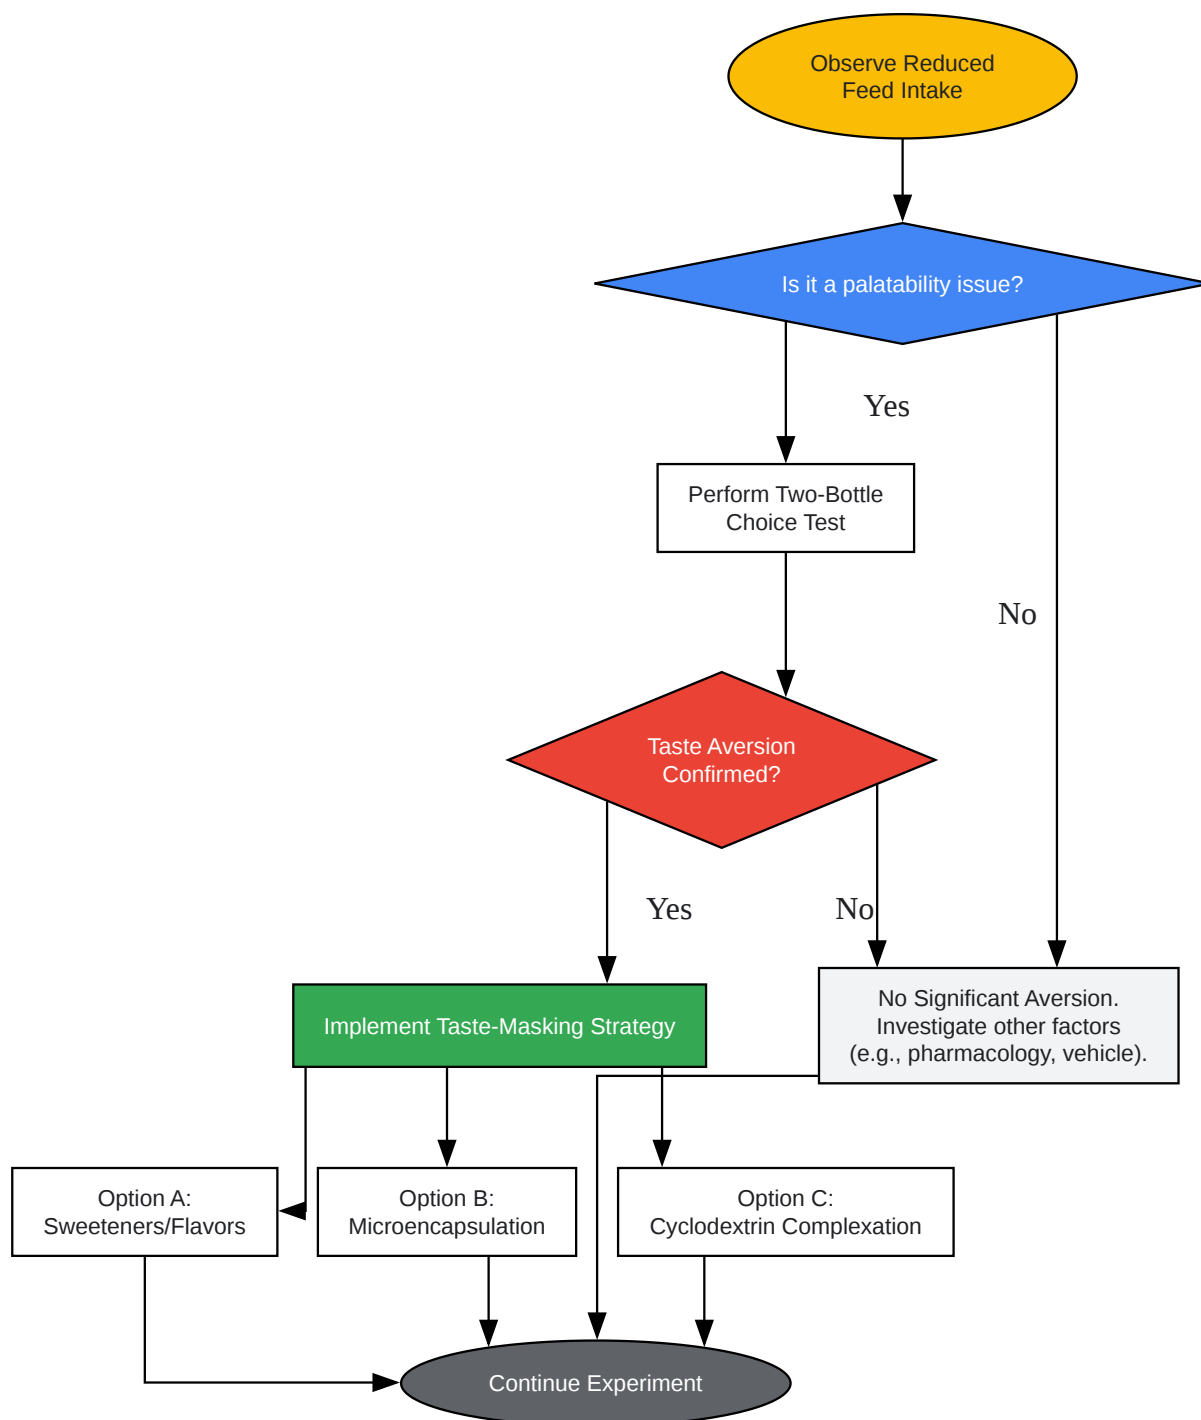 Observe Reduced
Feed Intake
Is it a palatability issue?
Yes
Perform Two-Bottle
Choice Test
No
Taste Aversion
Confirmed?
Yes
No
Implement Taste-Masking Strategy
No Significant Aversion.
Investigate other factors
(e.g., pharmacology, vehicle).
Option A:
Sweeteners/Flavors
Option B:
Microencapsulation
Option C:
Cyclodextrin Complexation
Continue Experiment